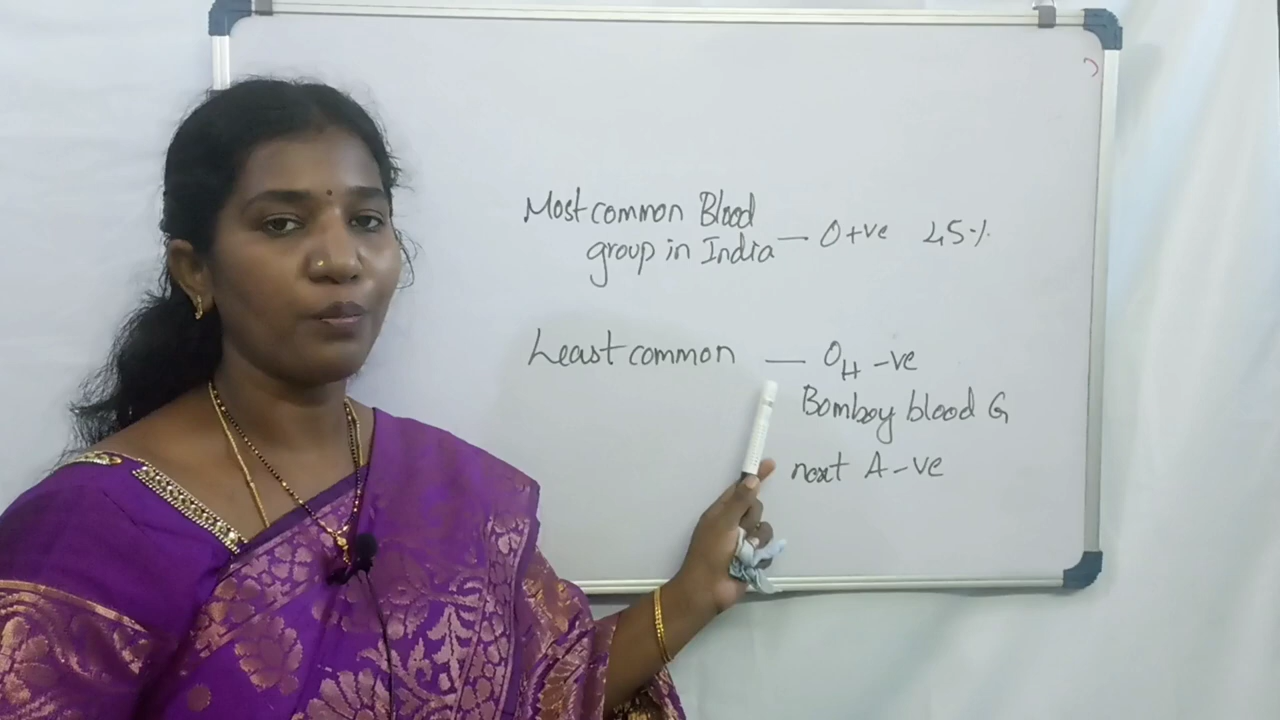 Most common Blood
group in India — O+ve 45%
Least common — OH -ve
Bombay blood G
next A-ve